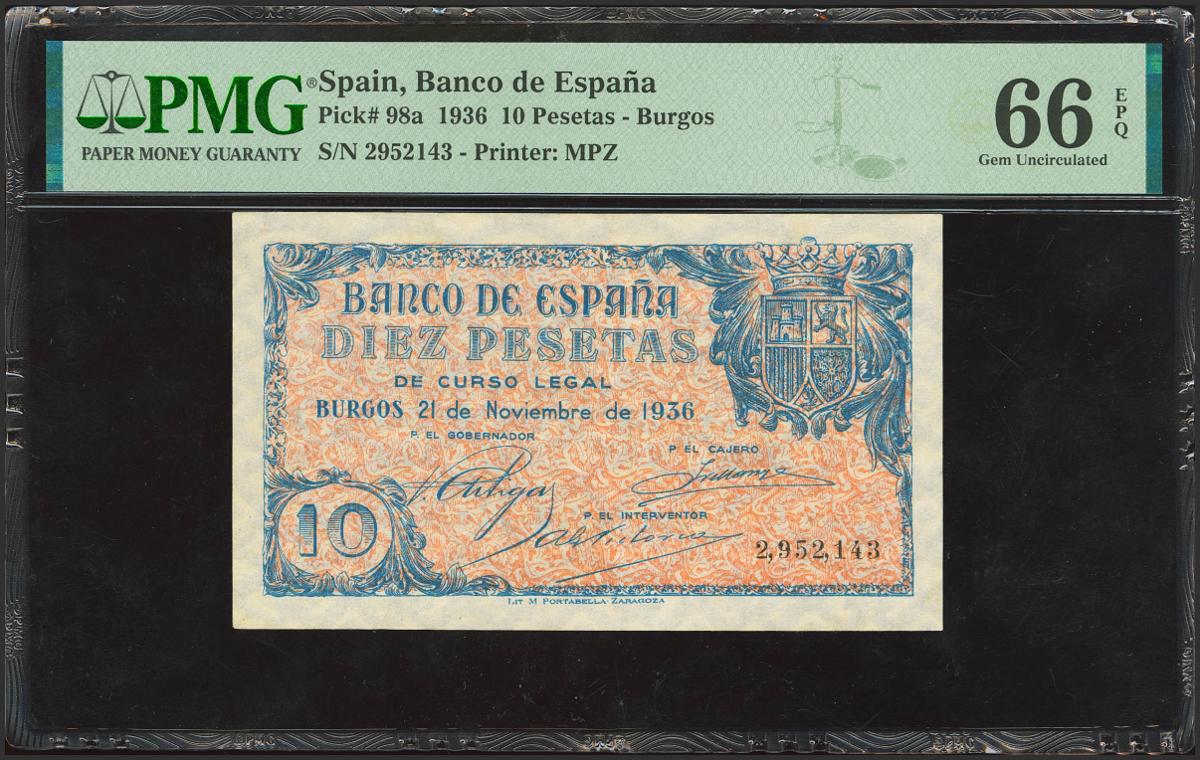 PMG®
PAPER MONEY GUARANTY
Spain, Banco de España
Pick# 98a 1936 10 Pesetas - Burgos
S/N 2952143 - Printer: MPZ
66 EPQ
Gem Uncirculated
BANCO DE ESPAÑA
DIEZ PESETAS
DE CURSO LEGAL
BURGOS 21 de Noviembre de 1936
P. EL GOBERNADOR
P. EL CAJERO
P. EL INTERVENTOR
10
2,952,143
LIT M PORTABELLA-ZARAGOZA